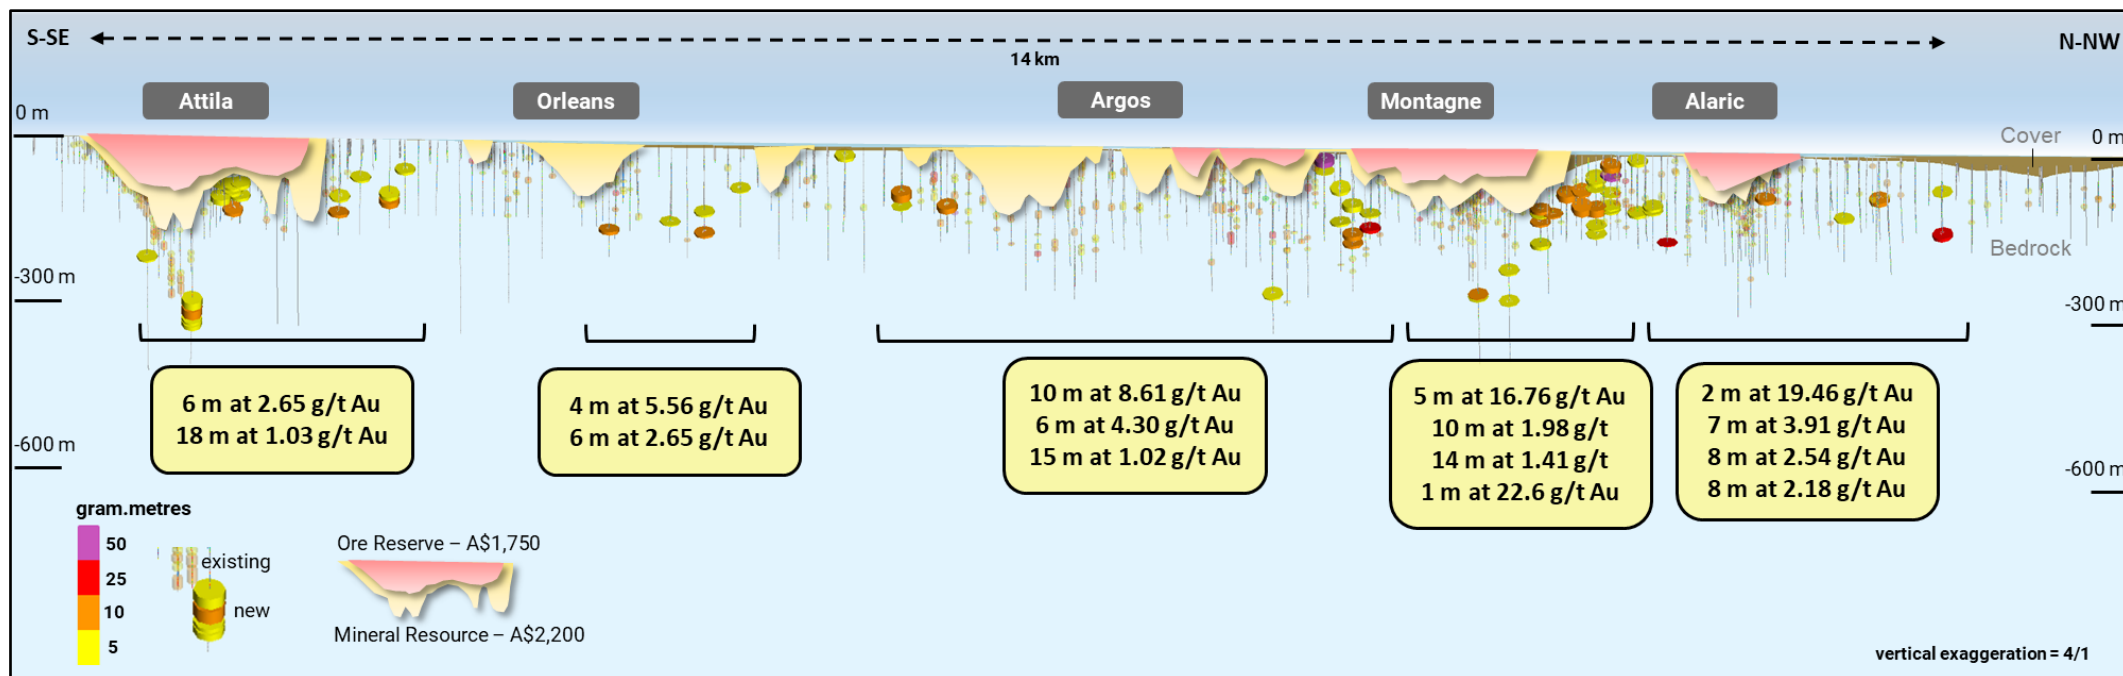 S-SE
N-NW
14 km
Attila
Orleans
Argos
Montagne
Alaric
0 m
Cover
0 m
Bedrock
-300 m
-300 m
6 m at 2.65 g/t Au
18 m at 1.03 g/t Au
4 m at 5.56 g/t Au
6 m at 2.65 g/t Au
10 m at 8.61 g/t Au
6 m at 4.30 g/t Au
15 m at 1.02 g/t Au
5 m at 16.76 g/t Au
10 m at 1.98 g/t
14 m at 1.41 g/t
1 m at 22.6 g/t Au
2 m at 19.46 g/t Au
7 m at 3.91 g/t Au
8 m at 2.54 g/t Au
8 m at 2.18 g/t Au
-600 m
-600 m
gram.metres
50
25
10
5
existing
new
Ore Reserve – A$1,750
Mineral Resource – A$2,200
vertical exaggeration = 4/1